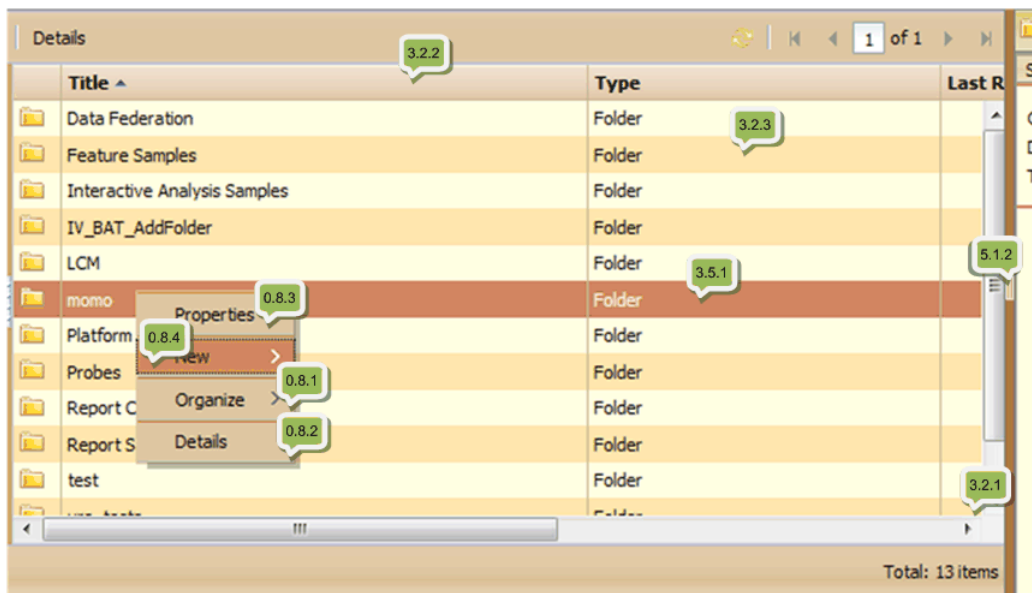 Details
1 of 1
3.2.2
Title Type Last R
Data Federation Folder
3.2.3
Feature Samples Folder
Interactive Analysis Samples Folder
IV_BAT_AddFolder Folder
LCM Folder
5.1.2
3.5.1
momo Folder
0.8.3
Properties
Platform Folder
0.8.4
New
Probes Folder
0.8.1
Report C Folder
Organize
0.8.2
Report S Folder
Details
test Folder
3.2.1
Total: 13 items